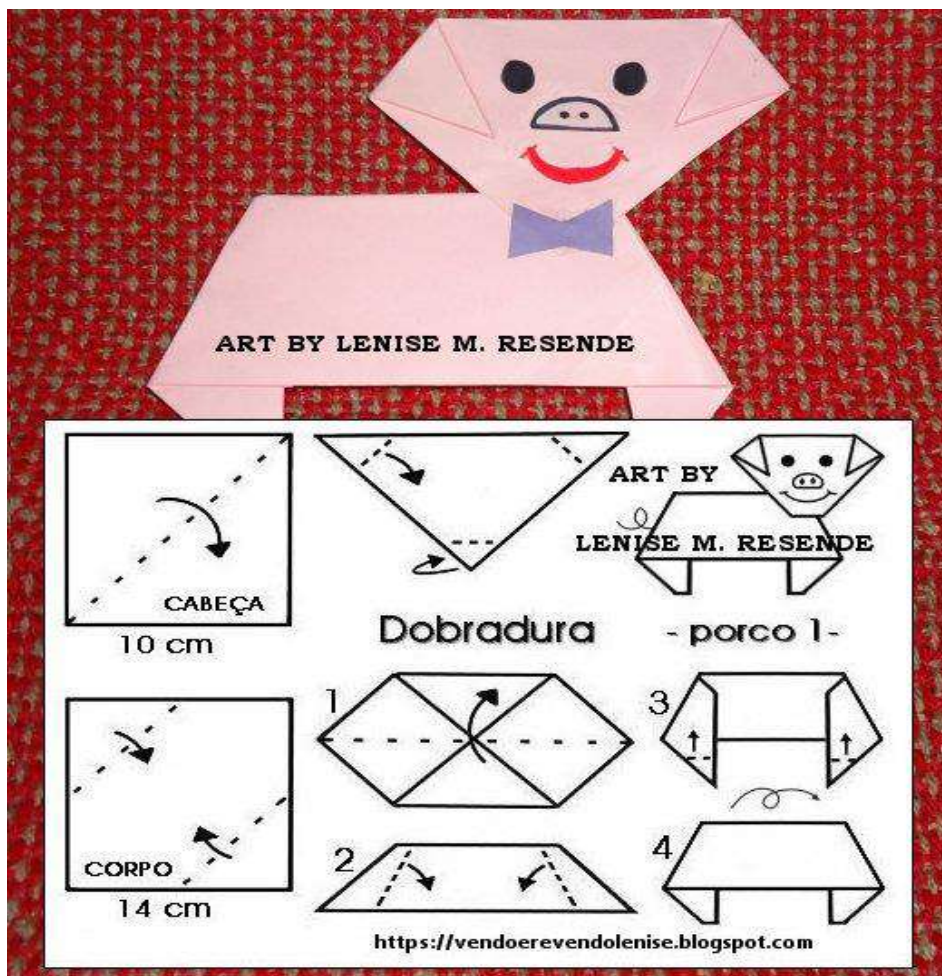 ART BY LENISE M. RESENDE
ART BY
LENISE M. RESENDE
CABEÇA
10 cm
Dobradura - porco 1-
1
3
CORPO
14 cm
2
4
https://vendoerevendolenise.blogspot.com